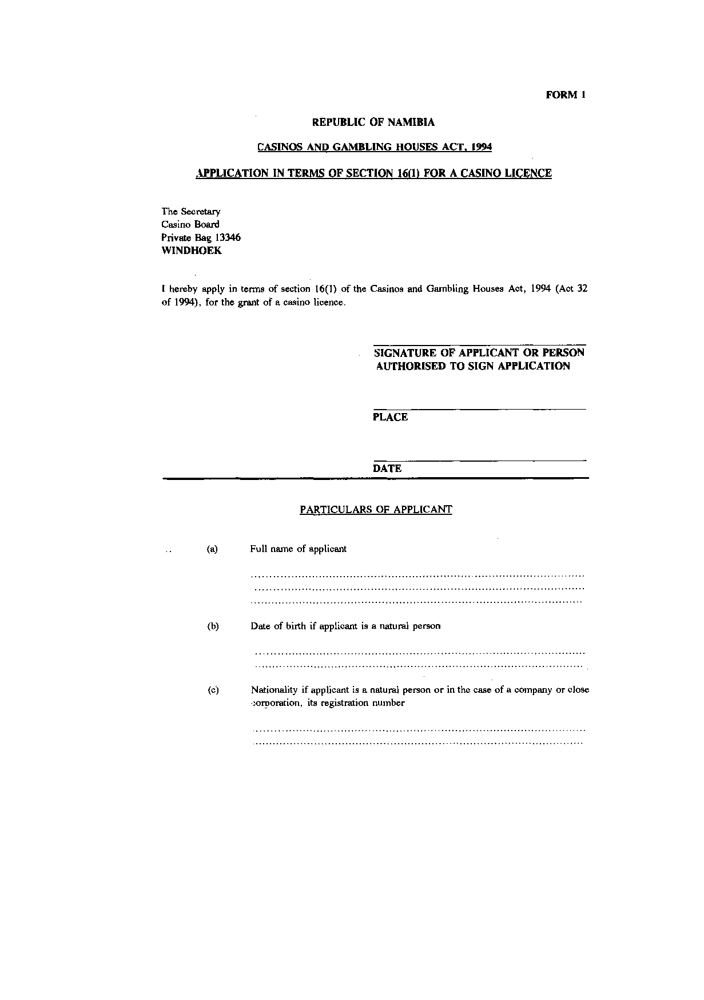 FORM 1
REPUBLIC OF NAMIBIA
CASINOS AND GAMBLING HOUSES ACT, 1994
APPLICATION IN TERMS OF SECTION 16(1) FOR A CASINO LICENCE
The Secretary
Casino Board
Private Bag 13346
WINDHOEK
I hereby apply in terms of section 16(1) of the Casinos and Gambling Houses Act, 1994 (Act 32
of 1994), for the grant of a casino licence.
SIGNATURE OF APPLICANT OR PERSON
AUTHORISED TO SIGN APPLICATION
PLACE
DATE
PARTICULARS OF APPLICANT
(a) Full name of applicant
(b) Date of birth if applicant is a natural person
(c) Nationality if applicant is a natural person or in the case of a company or close
corporation, its registration number